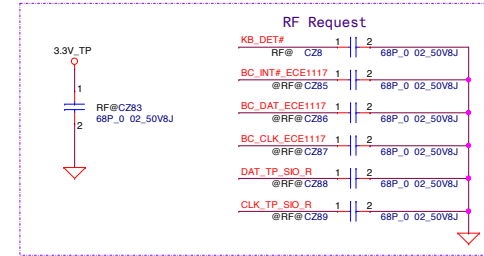 RF Request
3.3V_TP
1
RF@CZ83
68P_0 02_50V8J
2
KB_DET# 1 2
RF@ CZ8 68P_0 02_50V8J
BC_INT#_ECE1117 1 2
@RF@CZ85 68P_0 02_50V8J
BC_DAT_ECE1117 1 2
@RF@CZ86 68P_0 02_50V8J
BC_CLK_ECE1117 1 2
@RF@CZ87 68P_0 02_50V8J
DAT_TP_SIO_R 1 2
@RF@CZ88 68P_0 02_50V8J
CLK_TP_SIO_R 1 2
@RF@CZ89 68P_0 02_50V8J